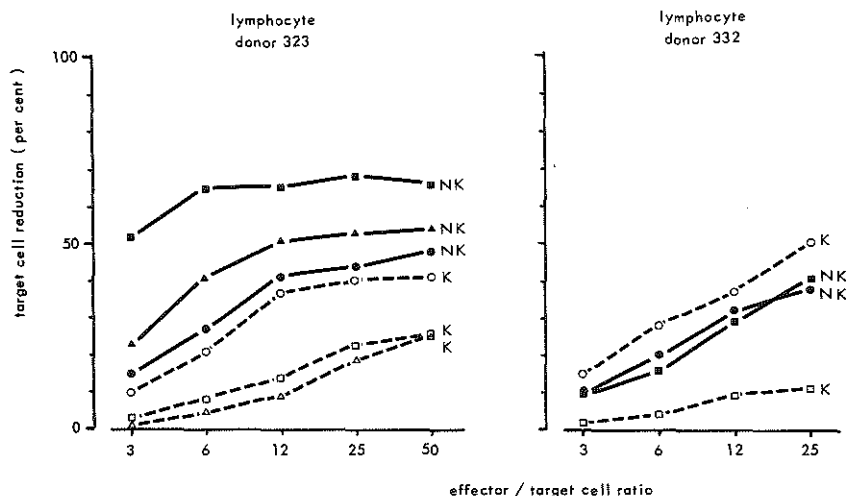 lymphocyte
donor 323
lymphocyte
donor 332
target cell reduction ( per cent )
100
50
0
NK
NK
NK
K
K
K
K
NK
NK
K
3 6 12 25 50
3 6 12 25
effector / target cell ratio